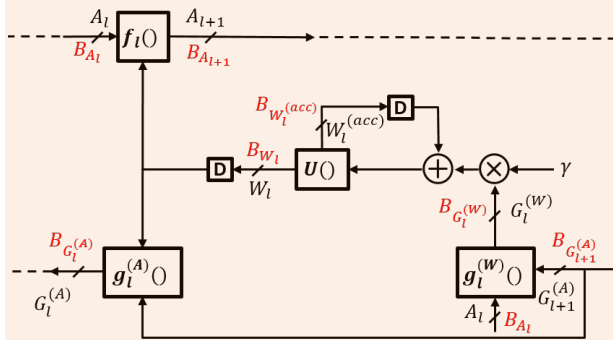 A_l A_{l+1}
f_l()
B_{A_l} B_{A_{l+1}}
B_{W_l^{(acc)}} D
W_l^{(acc)}
B_{W_l}
D U() + × γ
W_l
B_{G_l^{(W)}} G_l^{(W)}
B_{G_l^{(A)}} B_{G_{l+1}^{(A)}}
g_l^{(A)}() g_l^{(W)}()
G_l^{(A)} G_{l+1}^{(A)}
A_l B_{A_l}